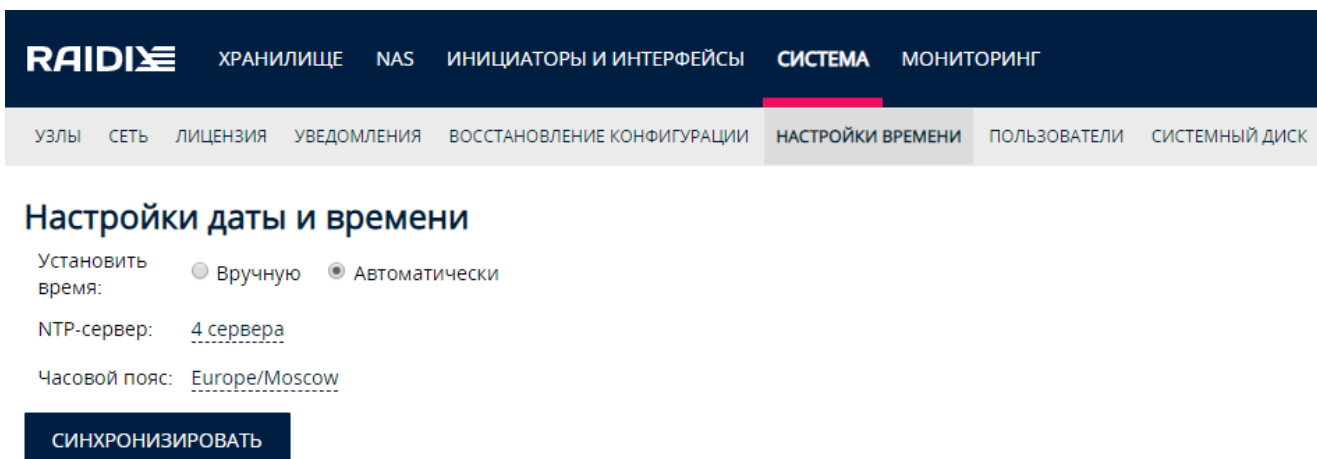 RAIDIX ХРАНИЛИЩЕ NAS ИНИЦИАТОРЫ И ИНТЕРФЕЙСЫ СИСТЕМА МОНИТОРИНГ
УЗЛЫ СЕТЬ ЛИЦЕНЗИЯ УВЕДОМЛЕНИЯ ВОССТАНОВЛЕНИЕ КОНФИГУРАЦИИ НАСТРОЙКИ ВРЕМЕНИ ПОЛЬЗОВАТЕЛИ СИСТЕМНЫЙ ДИСК
Настройки даты и времени
Установить
время:
Вручную Автоматически
NTP-сервер: 4 сервера
Часовой пояс: Europe/Moscow
СИНХРОНИЗИРОВАТЬ